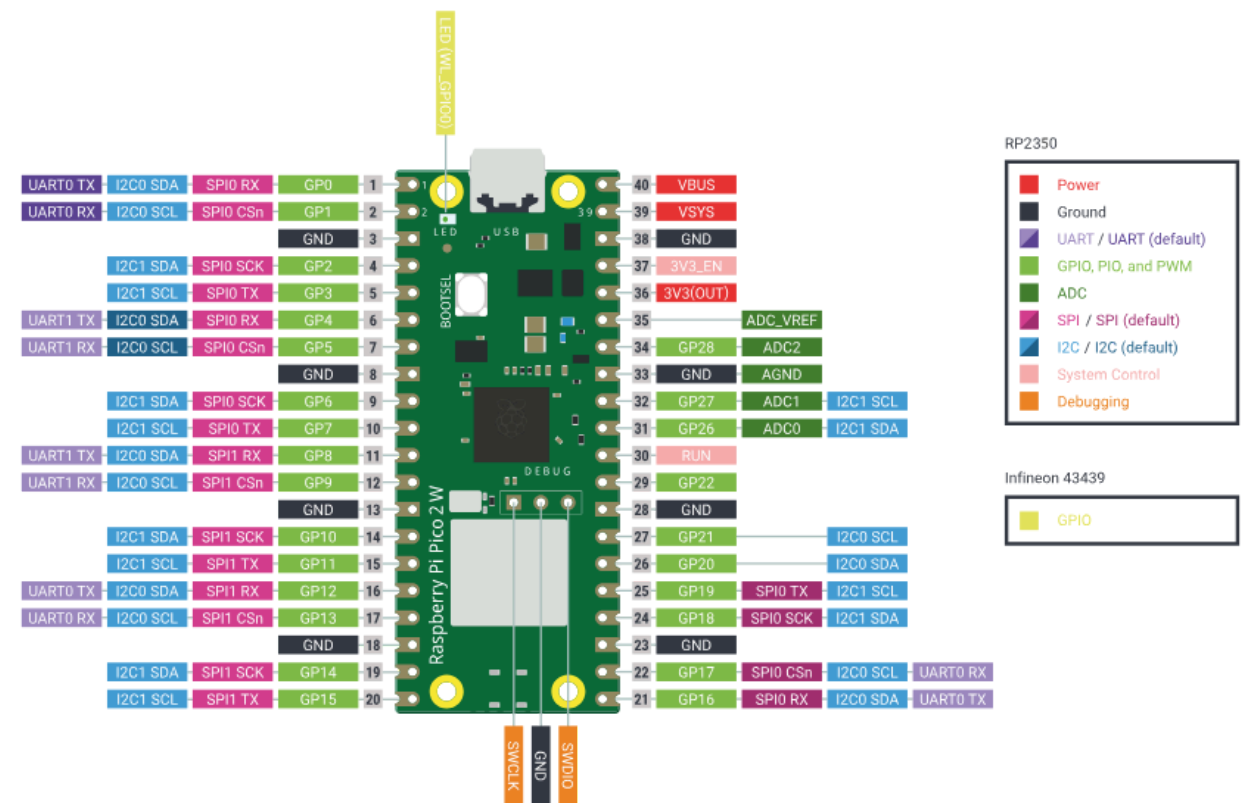 LED (WL_GPIO0)
UART0 TX I2C0 SDA SPI0 RX GP0 1 1 40 VBUS
UART0 RX I2C0 SCL SPI0 CSn GP1 2 2 39 39 VSYS
GND 3 LED USB 38 GND
I2C1 SDA SPI0 SCK GP2 4 37 3V3_EN
I2C1 SCL SPI0 TX GP3 5 BOOTSEL 36 3V3(OUT)
UART1 TX I2C0 SDA SPI0 RX GP4 6 35 ADC_VREF
UART1 RX I2C0 SCL SPI0 CSn GP5 7 34 GP28 ADC2
GND 8 33 GND AGND
I2C1 SDA SPI0 SCK GP6 9 32 GP27 ADC1 I2C1 SCL
I2C1 SCL SPI0 TX GP7 10 31 GP26 ADC0 I2C1 SDA
UART1 TX I2C0 SDA SPI1 RX GP8 11 30 RUN
DEBUG
UART1 RX I2C0 SCL SPI1 CSn GP9 12 29 GP22
GND 13 28 GND
I2C1 SDA SPI1 SCK GP10 14 27 GP21 I2C0 SCL
I2C1 SCL SPI1 TX GP11 15 26 GP20 I2C0 SDA
UART0 TX I2C0 SDA SPI1 RX GP12 16 25 GP19 SPI0 TX I2C1 SCL
UART0 RX I2C0 SCL SPI1 CSn GP13 17 24 GP18 SPI0 SCK I2C1 SDA
GND 18 23 GND
I2C1 SDA SPI1 SCK GP14 19 22 GP17 SPI0 CSn I2C0 SCL UART0 RX
I2C1 SCL SPI1 TX GP15 20 21 GP16 SPI0 RX I2C0 SDA UART0 TX
Raspberry Pi Pico 2 W
SWCLK
GND
SWDIO
RP2350
Power
Ground
UART / UART (default)
GPIO, PIO, and PWM
ADC
SPI / SPI (default)
I2C / I2C (default)
System Control
Debugging
Infineon 43439
GPIO